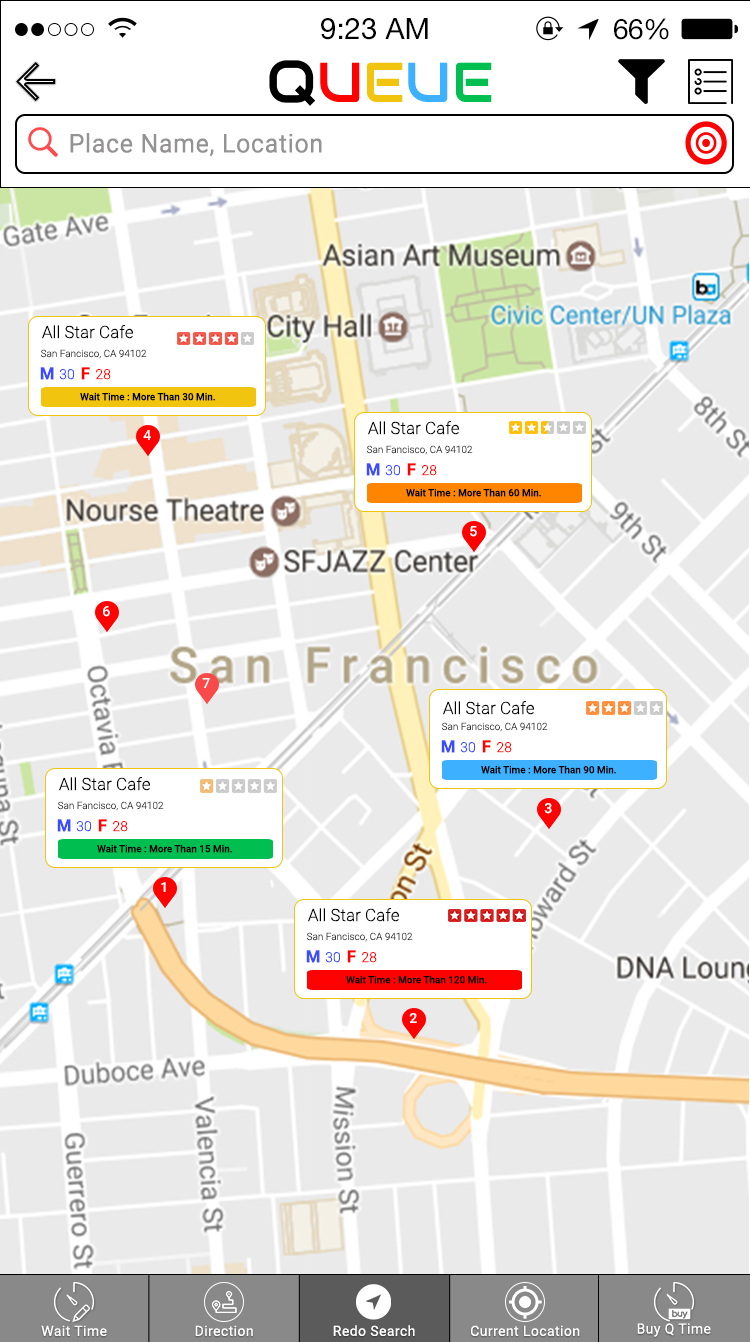 9:23 AM
66%
QUEUE
Place Name, Location
Gate Ave
Asian Art Museum
ba
Civic Center/UN Plaza
City Hall
All Star Cafe
San Fancisco, CA 94102
M 30 F 28
Wait Time : More Than 30 Min.
8th St
4
All Star Cafe
San Fancisco, CA 94102
M 30 F 28
Wait Time : More Than 60 Min.
Nourse Theatre
9th St
5
SFJAZZ Center
6
San Francisco
7
Octavia
All Star Cafe
San Fancisco, CA 94102
M 30 F 28
Wait Time : More Than 90 Min.
3
All Star Cafe
San Fancisco, CA 94102
M 30 F 28
Wait Time : More Than 15 Min.
1
on St
oward St
All Star Cafe
San Fancisco, CA 94102
M 30 F 28
Wait Time : More Than 120 Min.
DNA Loung
2
Duboce Ave
Guerrero St
Valencia St
Mission St
Wait Time
Direction
Redo Search
Current Location
buy
Buy Q Time